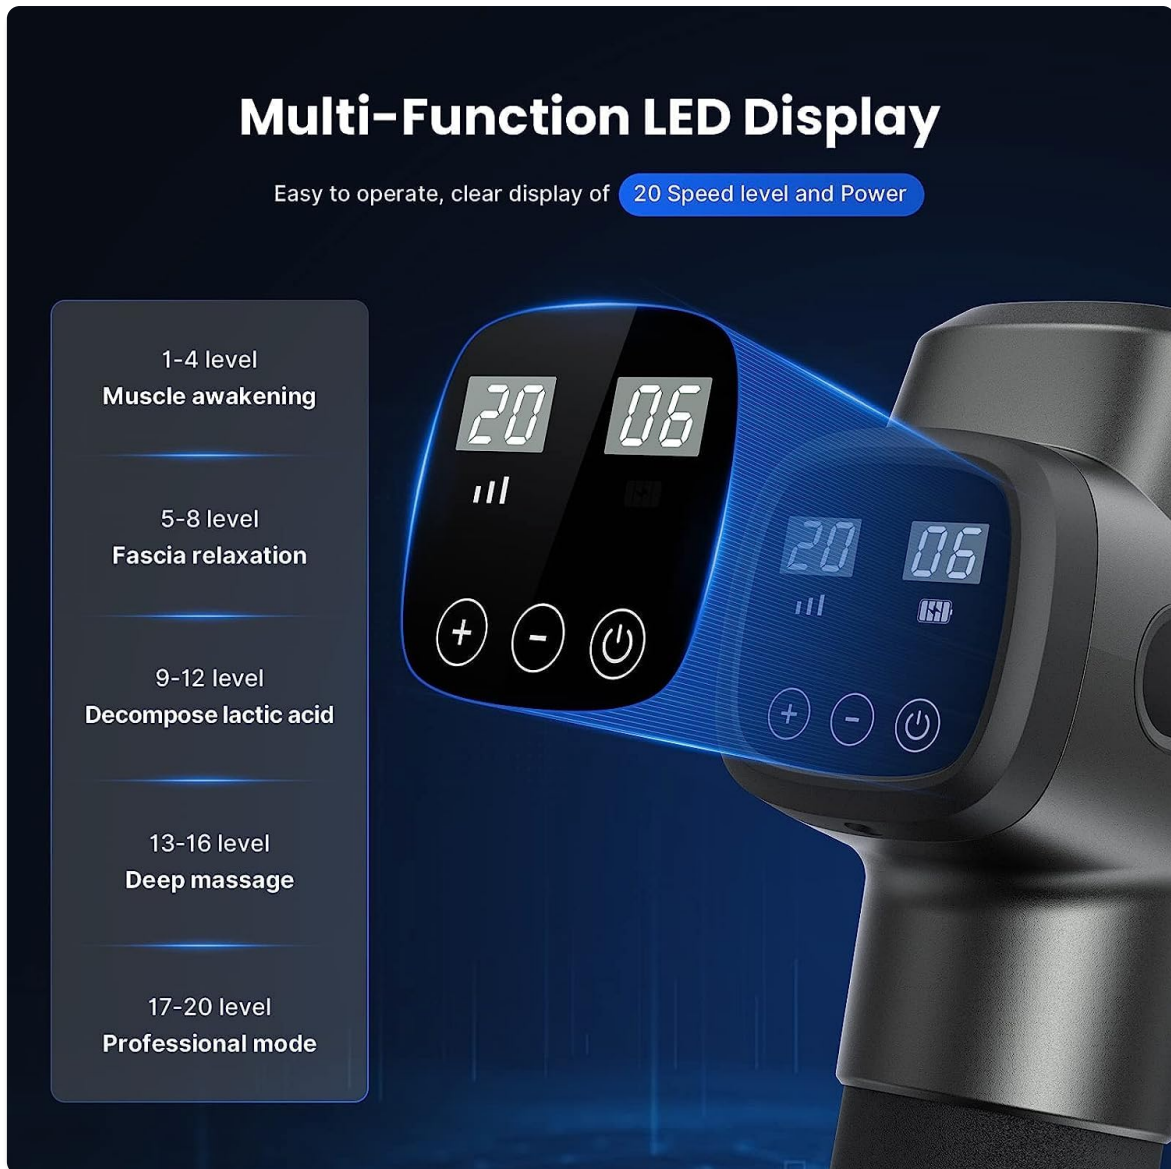 Multi-Function LED Display
Easy to operate, clear display of 20 Speed level and Power
1-4 level
Muscle awakening
5-8 level
Fascia relaxation
9-12 level
Decompose lactic acid
13-16 level
Deep massage
17-20 level
Professional mode
20 06
+ -
20 06
+ -